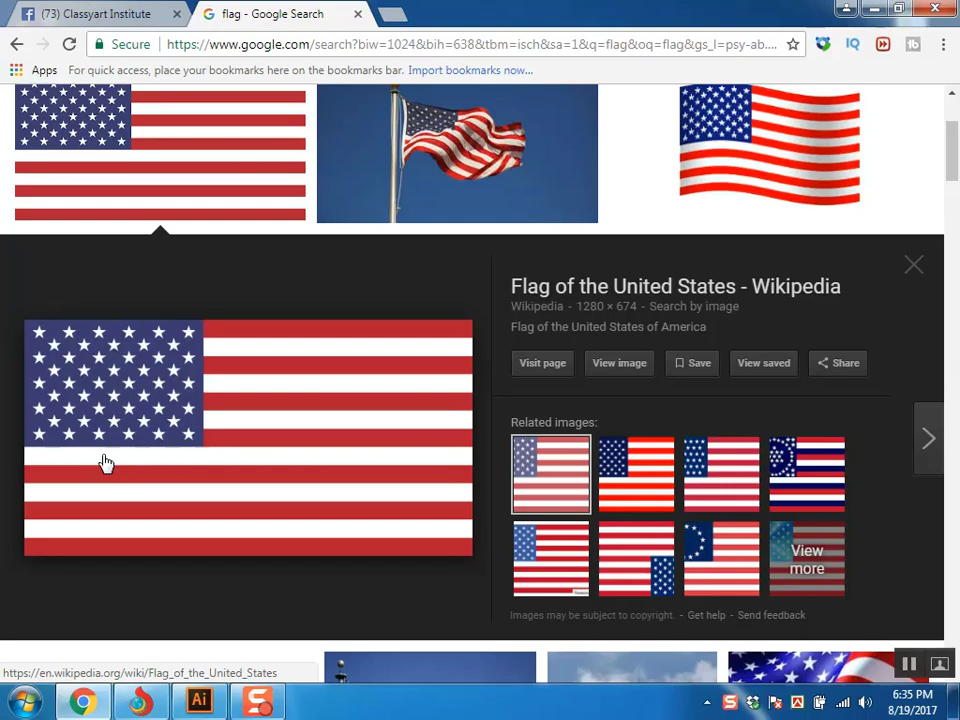 (73) Classyart Institute
flag - Google Search
Secure
https://www.google.com/search?biw=1024&bih=638&tbm=isch&sa=1&q=flag&oq=flag&gs_l=psy-ab....
IQ
Apps
For quick access, place your bookmarks here on the bookmarks bar. Import bookmarks now...
Flag of the United States - Wikipedia
Wikipedia - 1280 × 674 - Search by image
Flag of the United States of America
Visit page
View image
Save
View saved
Share
Related images:
View
more
Images may be subject to copyright. - Get help - Send feedback
https://en.wikipedia.org/wiki/Flag_of_the_United_States
Ai
S
S
6:35 PM
8/19/2017